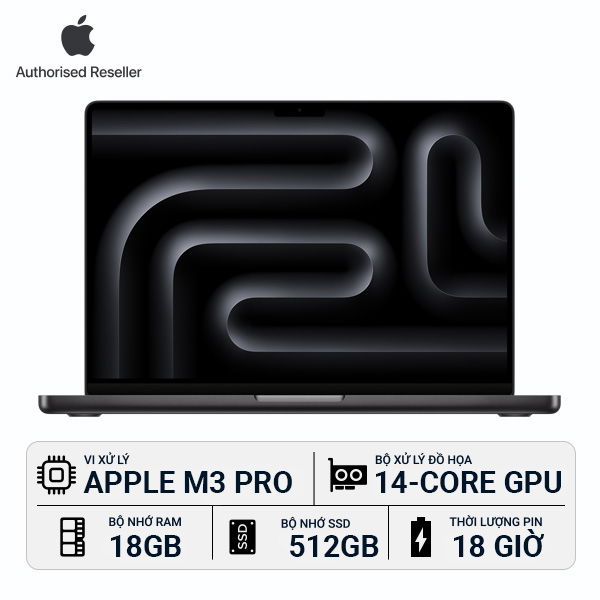 Authorised Reseller
VI XỬ LÝ
APPLE M3 PRO
BỘ XỬ LÝ ĐỒ HỌA
14-CORE GPU
BỘ NHỚ RAM
18GB
SSD
BỘ NHỚ SSD
512GB
THỜI LƯỢNG PIN
18 GIỜ